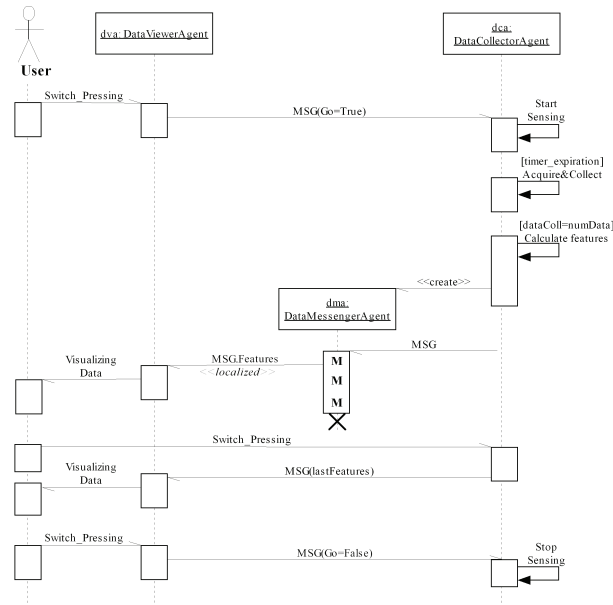 dva: DataViewerAgent
dca:
DataCollectorAgent
User
Switch_Pressing
MSG(Go=True)
Start
Sensing
[timer_expiration]
Acquire&Collect
[dataColl=numData]
Calculate features
<<create>>
dma:
DataMessengerAgent
MSG
Visualizing
Data
MSG.Features
<<localized>>
M
M
M
Switch_Pressing
Visualizing
Data
MSG(lastFeatures)
Switch_Pressing
MSG(Go=False)
Stop
Sensing